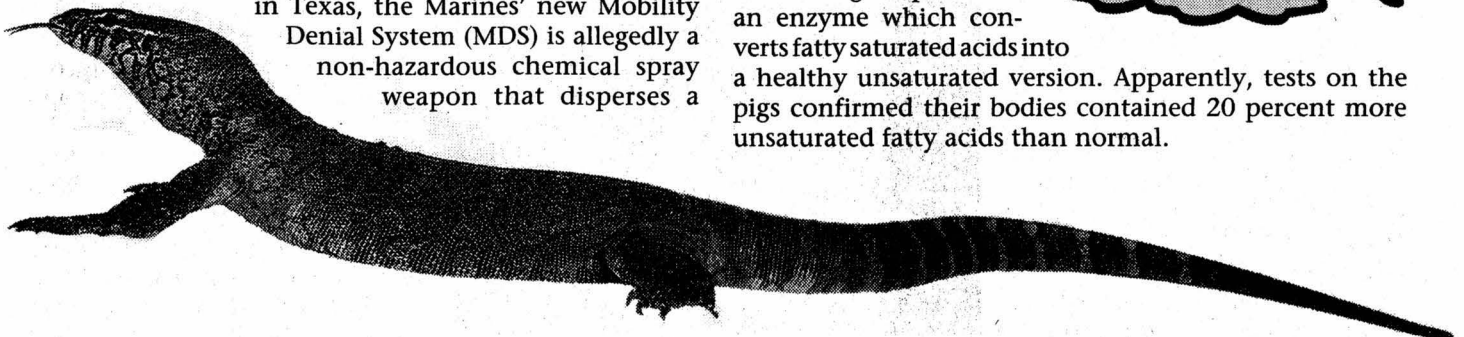 in Texas, the Marines' new Mobility
Denial System (MDS) is allegedly a
non-hazardous chemical spray
weapon that disperses a
an enzyme which con-
verts fatty saturated acids into
a healthy unsaturated version. Apparently, tests on the
pigs confirmed their bodies contained 20 percent more
unsaturated fatty acids than normal.